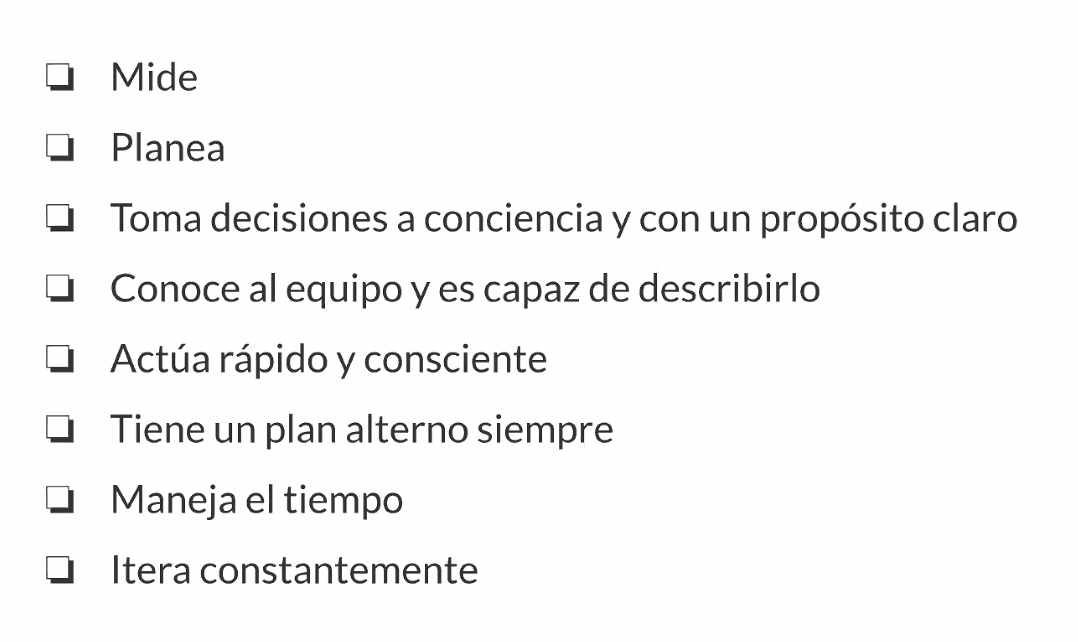 ❏ Mide
❏ Planea
❏ Toma decisiones a conciencia y con un propósito claro
❏ Conoce al equipo y es capaz de describirlo
❏ Actúa rápido y consciente
❏ Tiene un plan alterno siempre
❏ Maneja el tiempo
❏ Itera constantemente